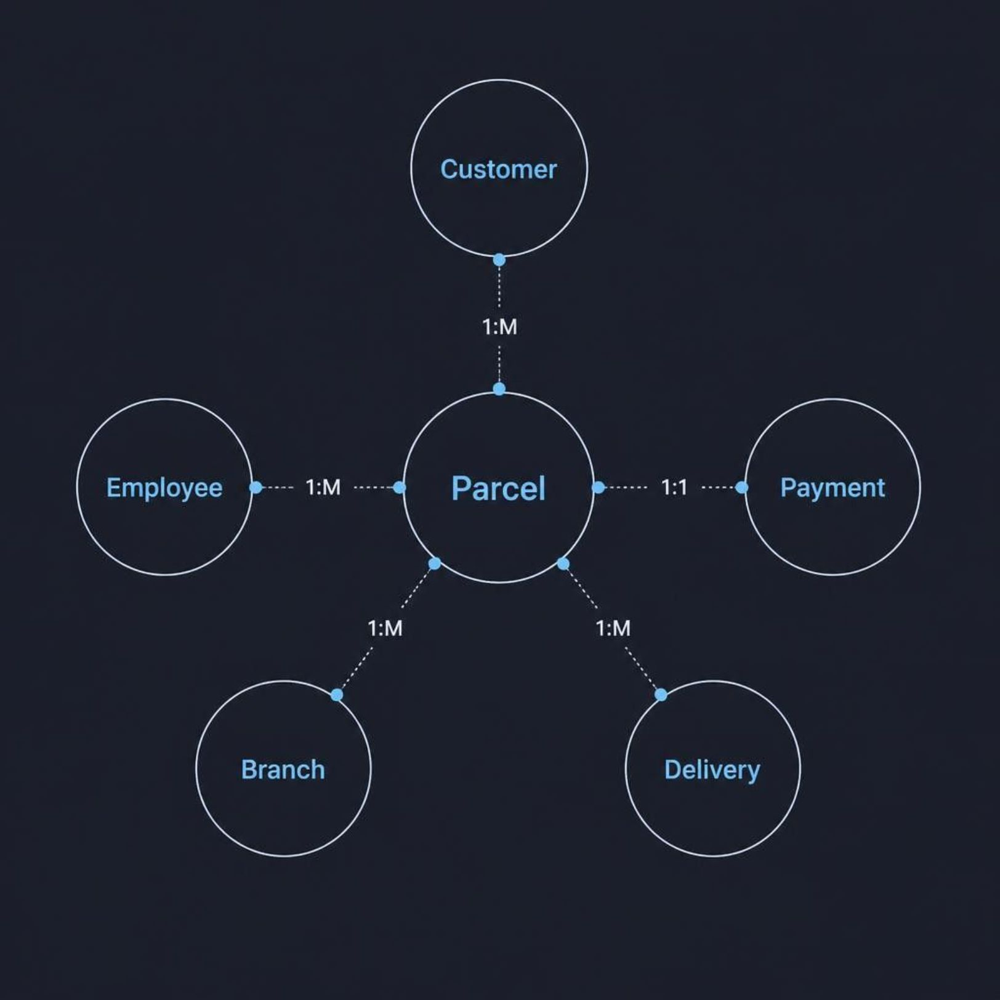 Customer
1:M
Employee
1:M
Parcel
1:1
Payment
1:M
1:M
Branch
Delivery